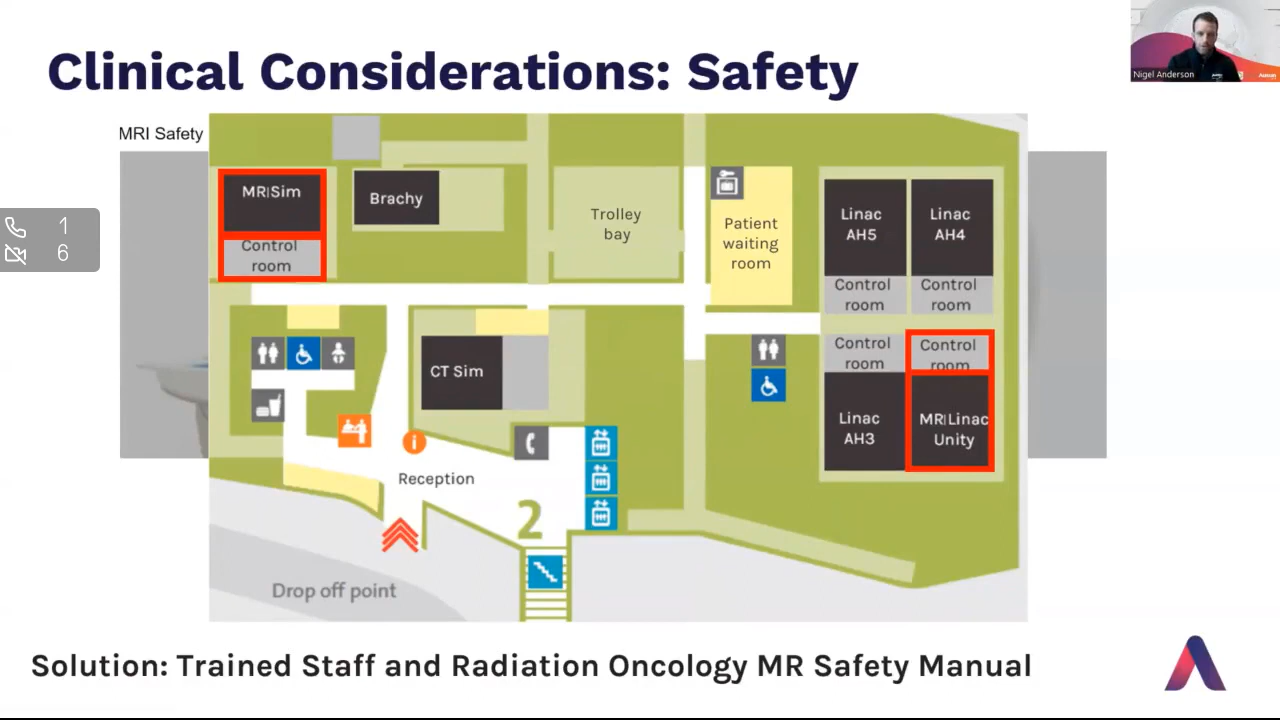 Clinical Considerations: Safety
Nigel Anderson
MRI Safety
1
6
MRI Sim
Control
room
Brachy
Trolley
bay
Patient
waiting
room
Linac
AH5
Linac
AH4
Control
room
Control
room
Control
room
Control
room
Linac
AH3
MRI Linac
Unity
CT Sim
i
Reception
2
Drop off point
Solution: Trained Staff and Radiation Oncology MR Safety Manual